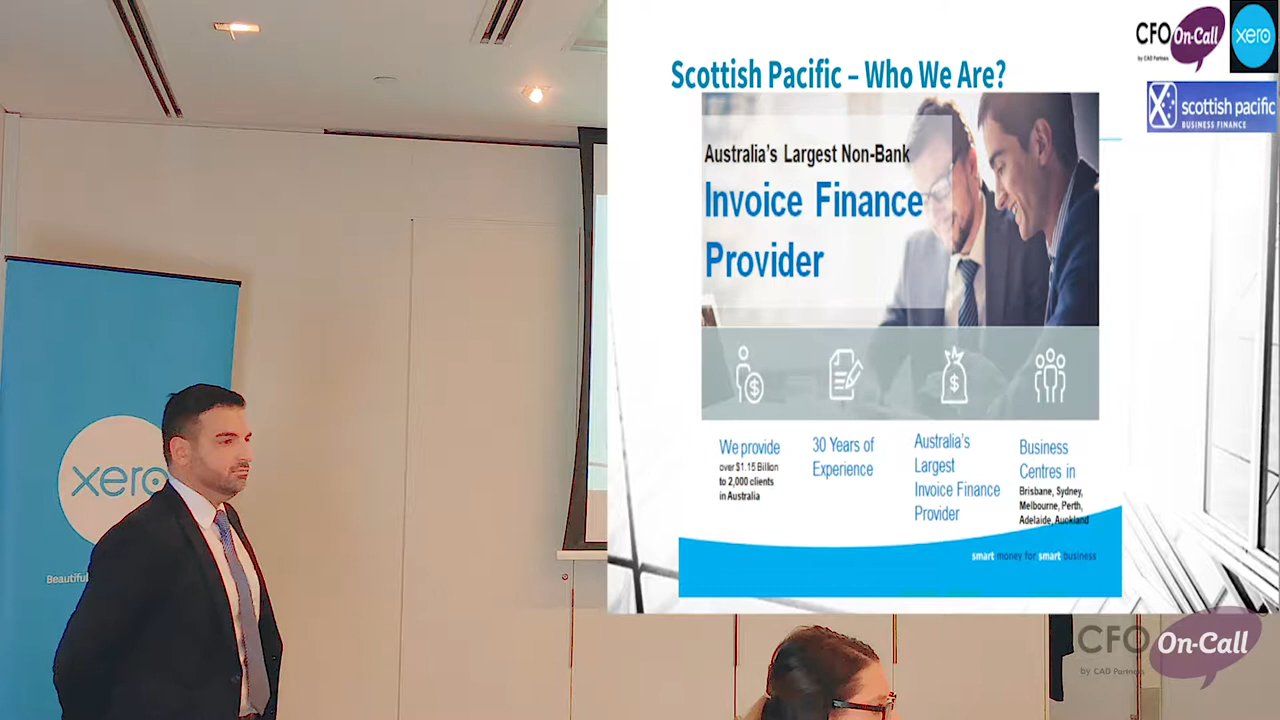 CFO On-Call
by CAD Partners
xero
scottish pacific
BUSINESS FINANCE
Scottish Pacific – Who We Are?
Australia's Largest Non-Bank
Invoice Finance
Provider
We provide
over $1.15 Billion
to 2,000 clients
in Australia
30 Years of
Experience
Australia's
Largest
Invoice Finance
Provider
Business
Centres in
Brisbane, Sydney,
Melbourne, Perth,
Adelaide, Auckland
smart money for smart business
xero
Beautiful
CFO On-Call
by CAD Partners